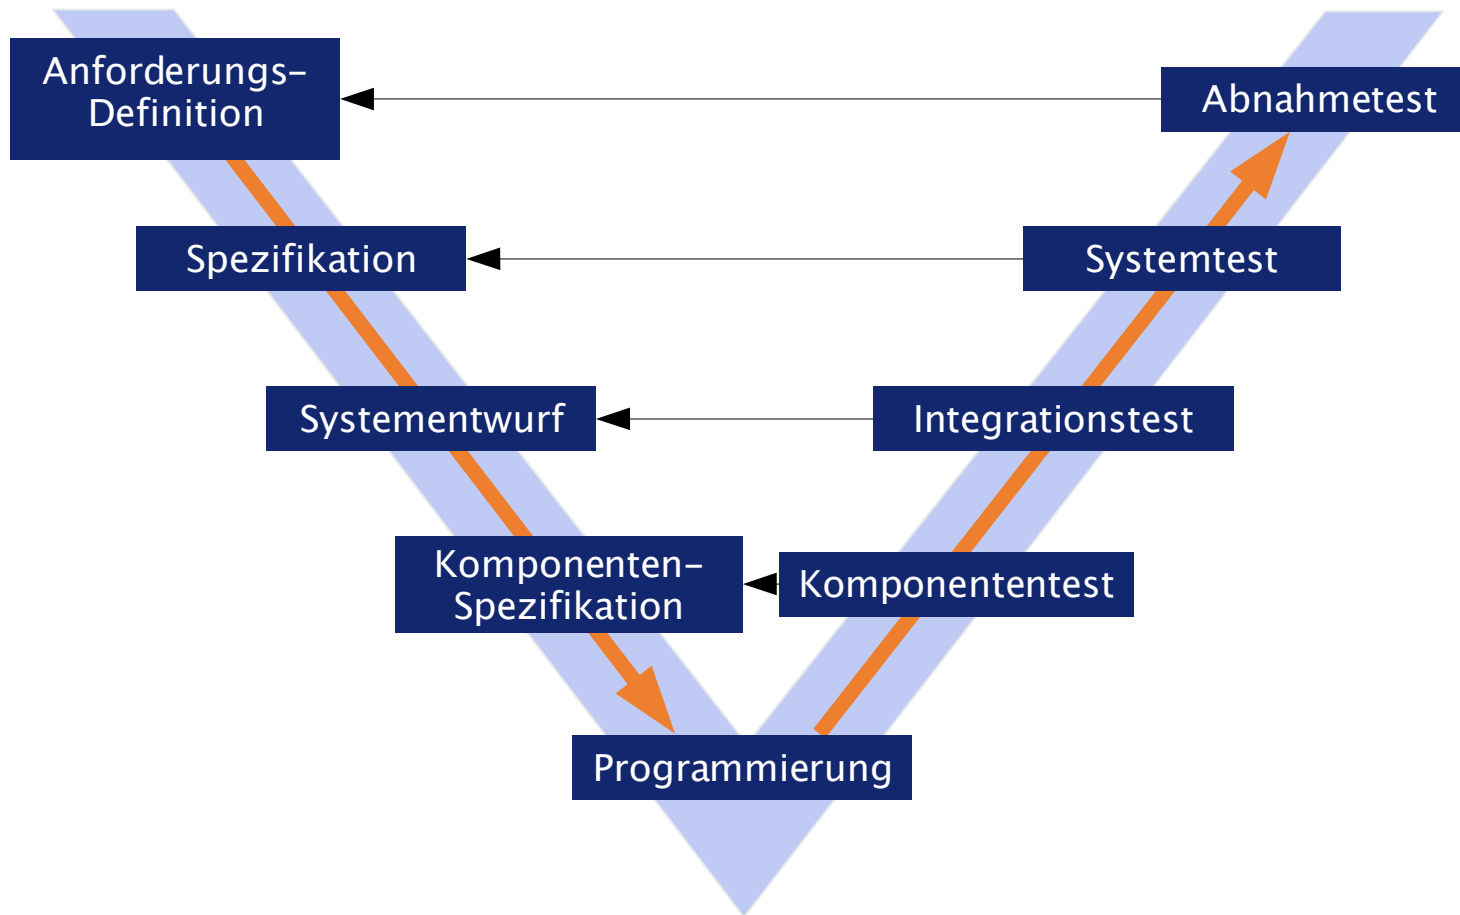 Anforderungs-
Definition
Abnahmetest
Spezifikation
Systemtest
Systementwurf
Integrationstest
Komponenten-
Spezifikation
Komponententest
Programmierung